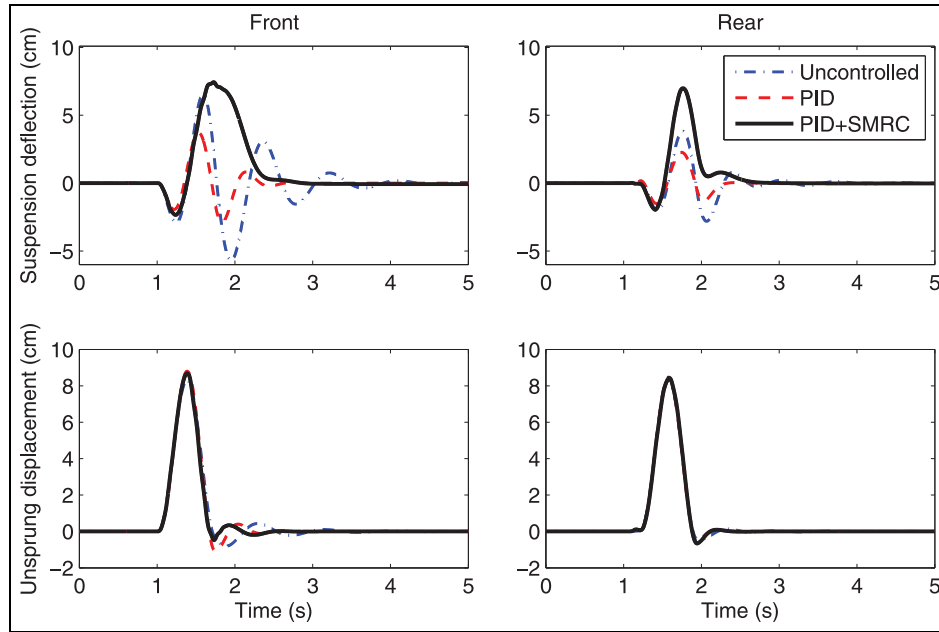 Front
Rear
Suspension deflection (cm)
10
5
0
−5
0 1 2 3 4 5
10
5
0
−5
0 1 2 3 4 5
Uncontrolled
PID
PID+SMRC
Unsprung displacement (cm)
10
8
6
4
2
0
−2
0 1 2 3 4 5
Time (s)
10
8
6
4
2
0
−2
0 1 2 3 4 5
Time (s)